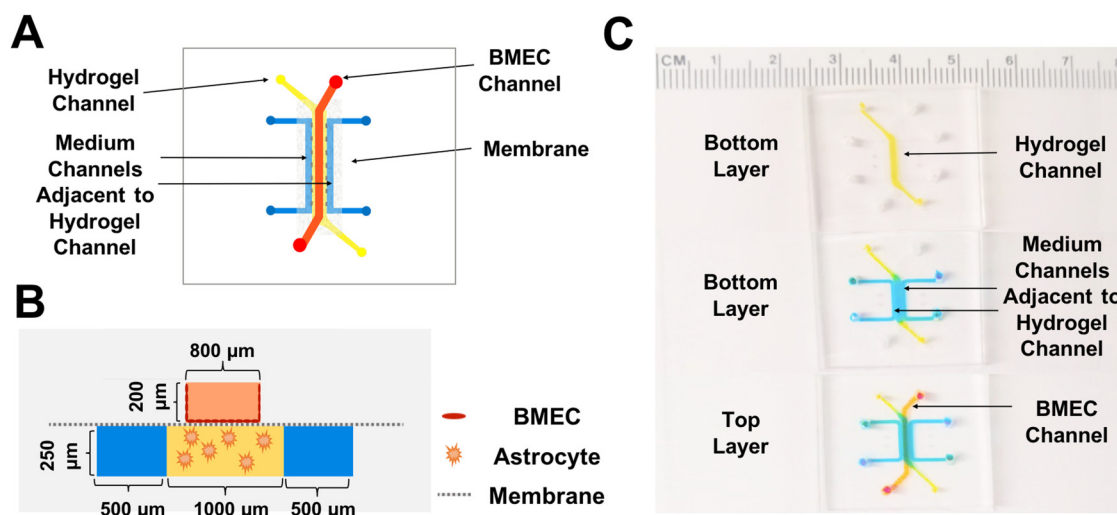 A
Hydrogel
Channel
BMEC
Channel
Medium
Channels
Adjacent to
Hydrogel
Channel
Membrane
B
800 µm
200
µm
250
µm
500 µm
1000 µm
500 µm
BMEC
Astrocyte
Membrane
C
CM 1 2 3 4 5 6 7
Bottom
Layer
Hydrogel
Channel
Bottom
Layer
Medium
Channels
Adjacent to
Hydrogel
Channel
Top
Layer
BMEC
Channel